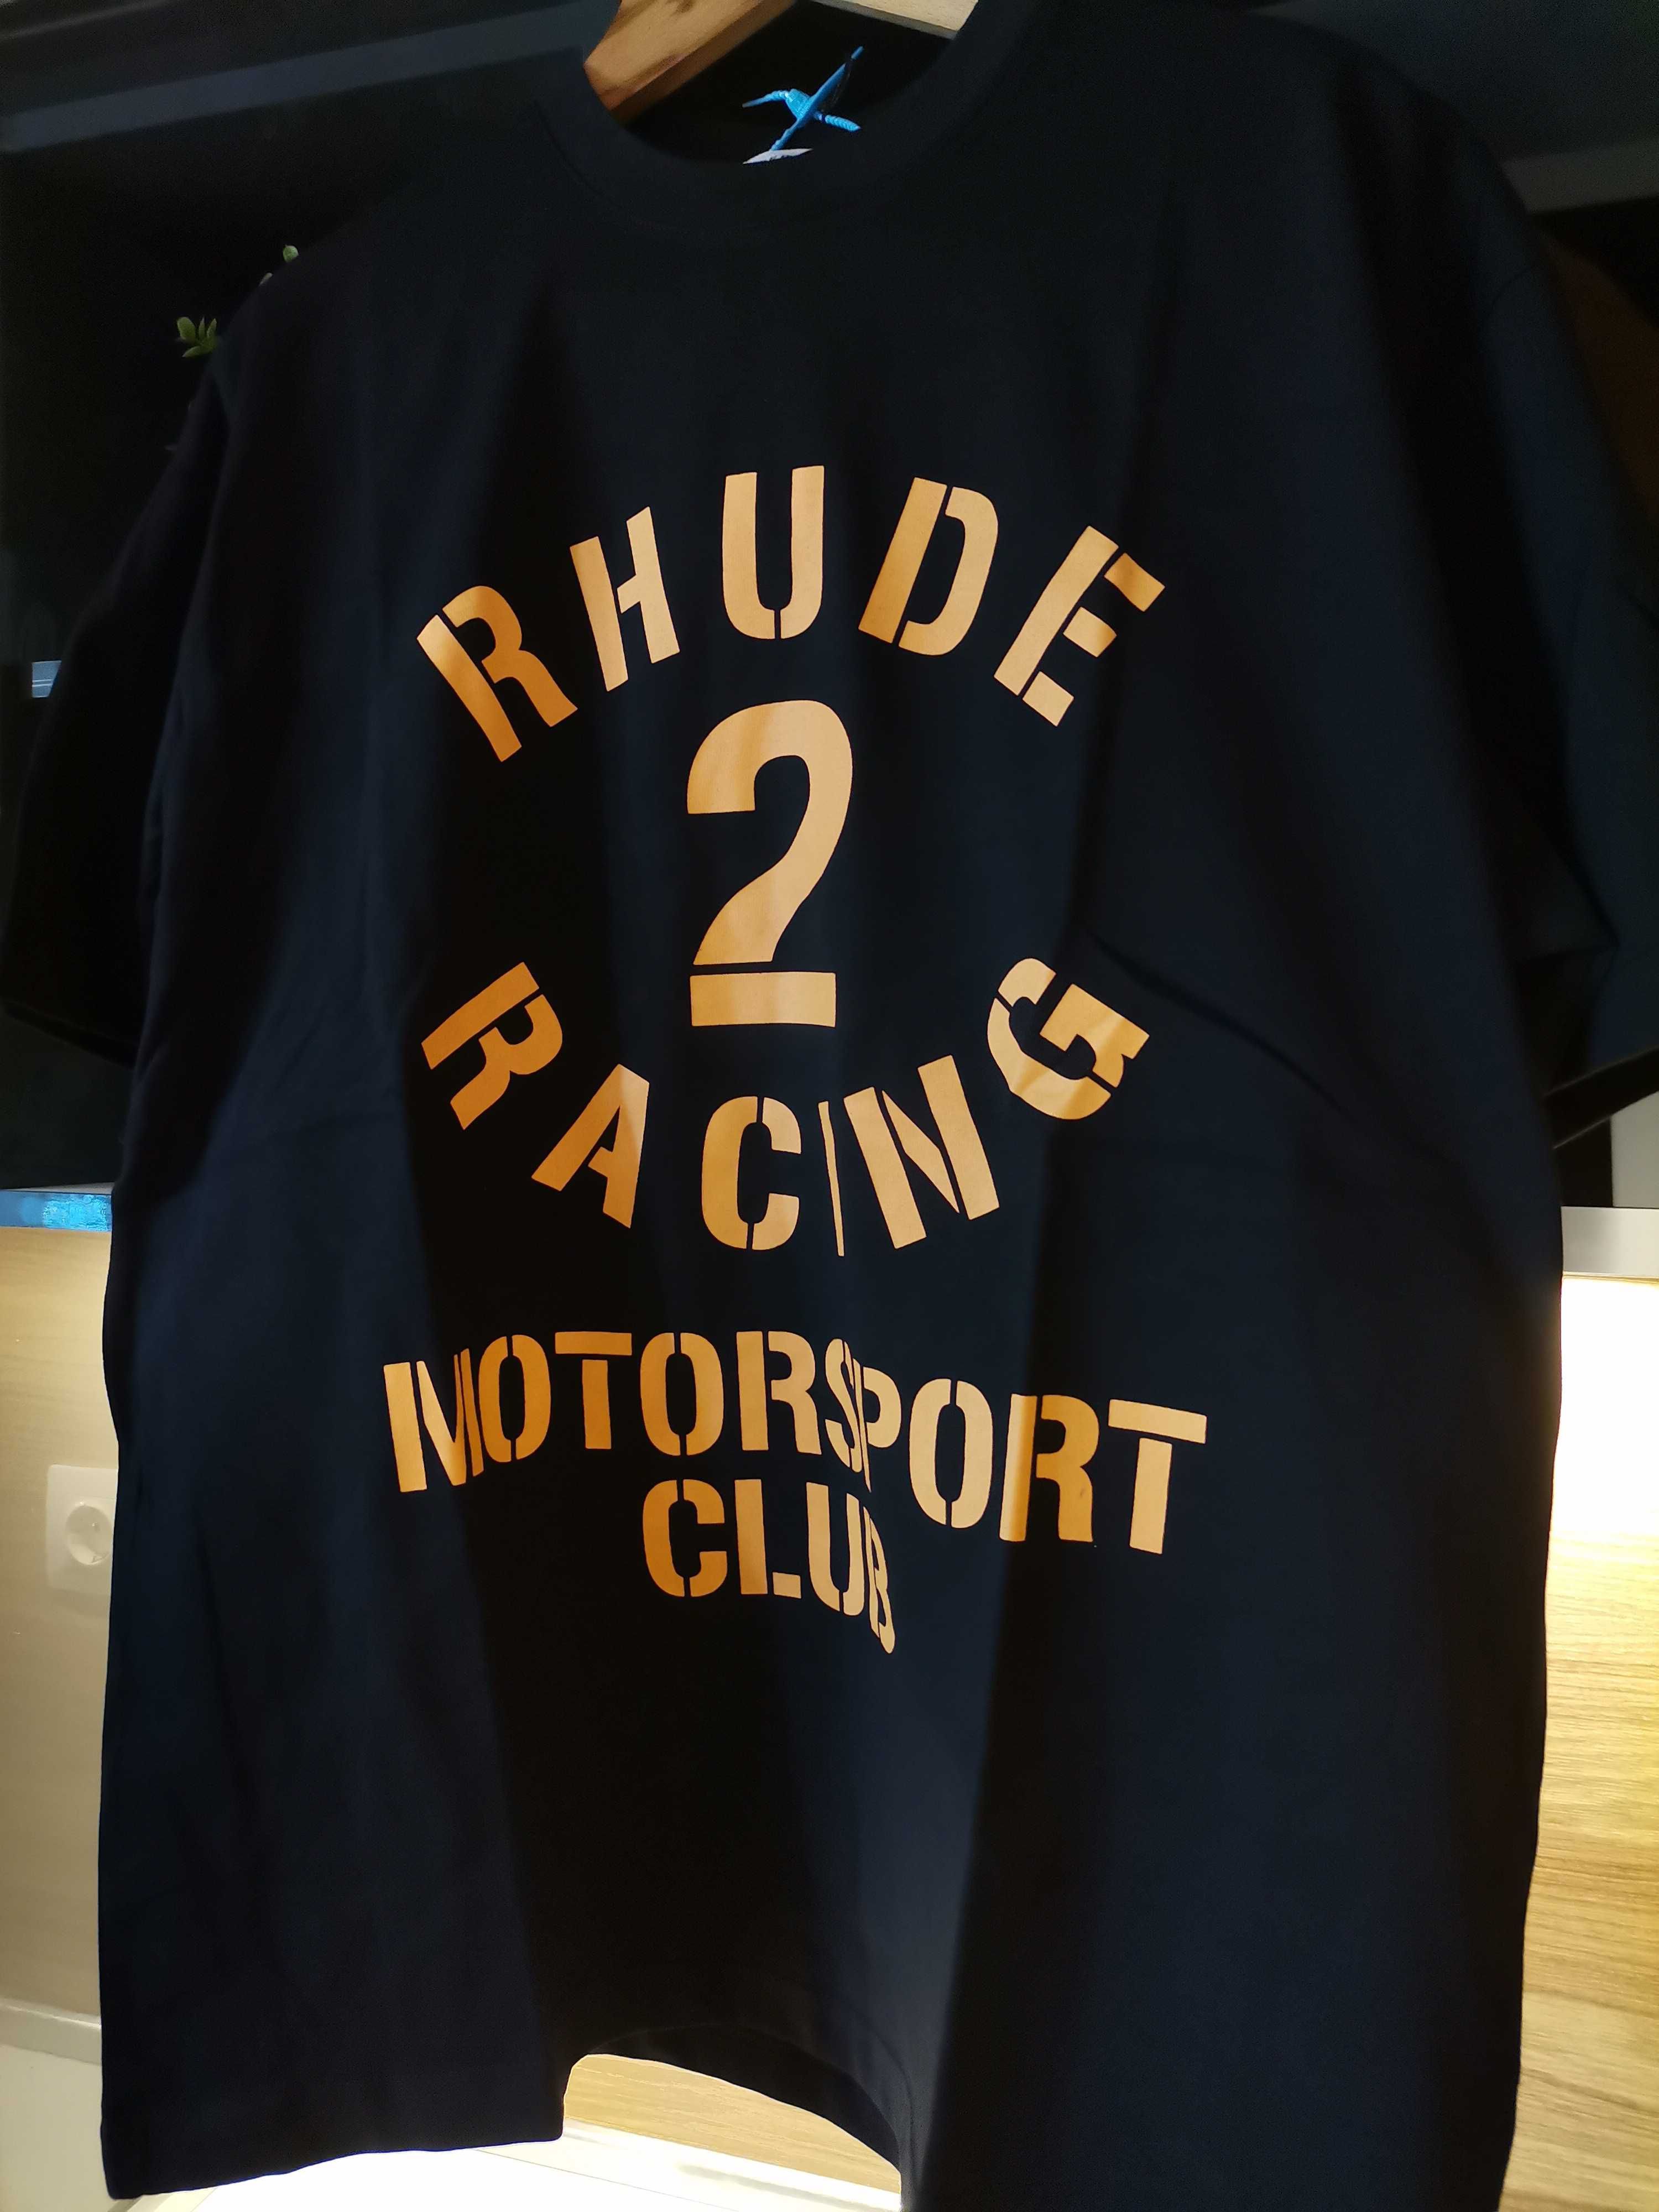 RHUDE
2
RACING
MOTORSPORT
CLUB